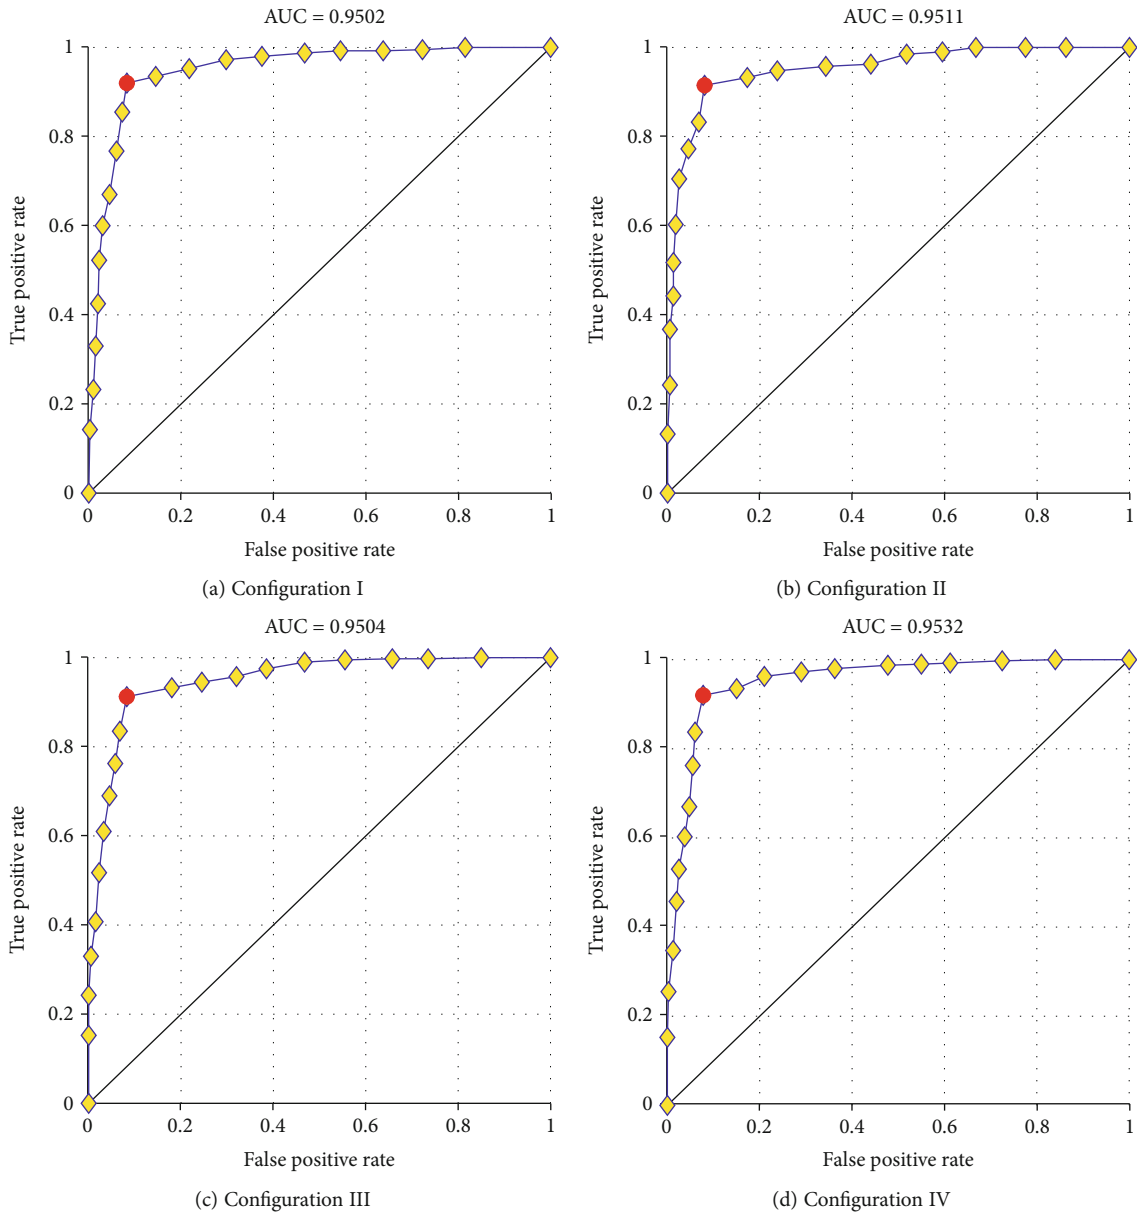 AUC = 0.9502
1
0.8
0.6
0.4
0.2
0
True positive rate
0 0.2 0.4 0.6 0.8 1
False positive rate
(a) Configuration I
AUC = 0.9511
1
0.8
0.6
0.4
0.2
0
True positive rate
0 0.2 0.4 0.6 0.8 1
False positive rate
(b) Configuration II
AUC = 0.9504
1
0.8
0.6
0.4
0.2
0
True positive rate
0 0.2 0.4 0.6 0.8 1
False positive rate
(c) Configuration III
AUC = 0.9532
1
0.8
0.6
0.4
0.2
0
True positive rate
0 0.2 0.4 0.6 0.8 1
False positive rate
(d) Configuration IV